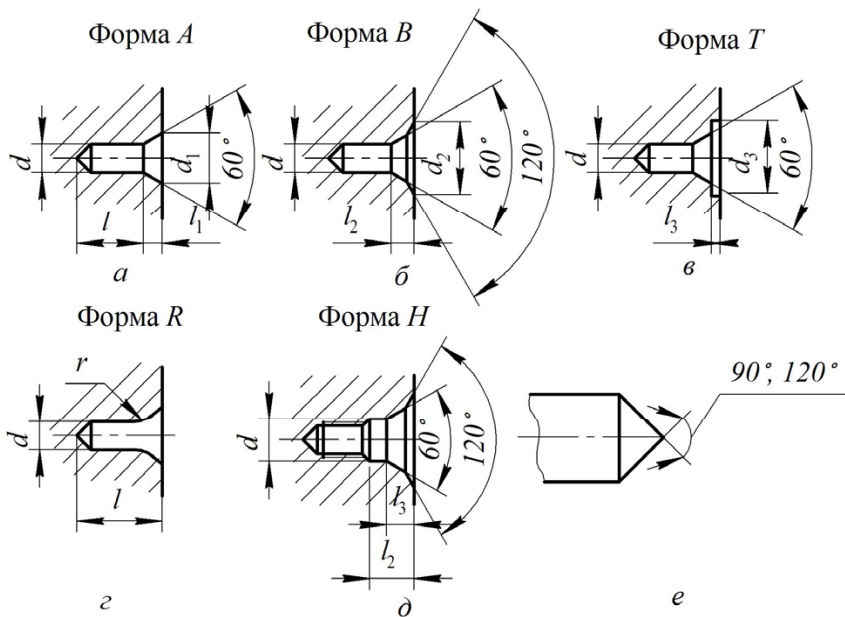 Форма A
Форма B
Форма T
d
d₁
60°
l
l₁
а
d
d₂
60°
120°
l₂
б
d
d₃
60°
l₃
в
Форма R
Форма H
r
d
l
г
d
60°
120°
l₃
l₂
д
90°, 120°
е